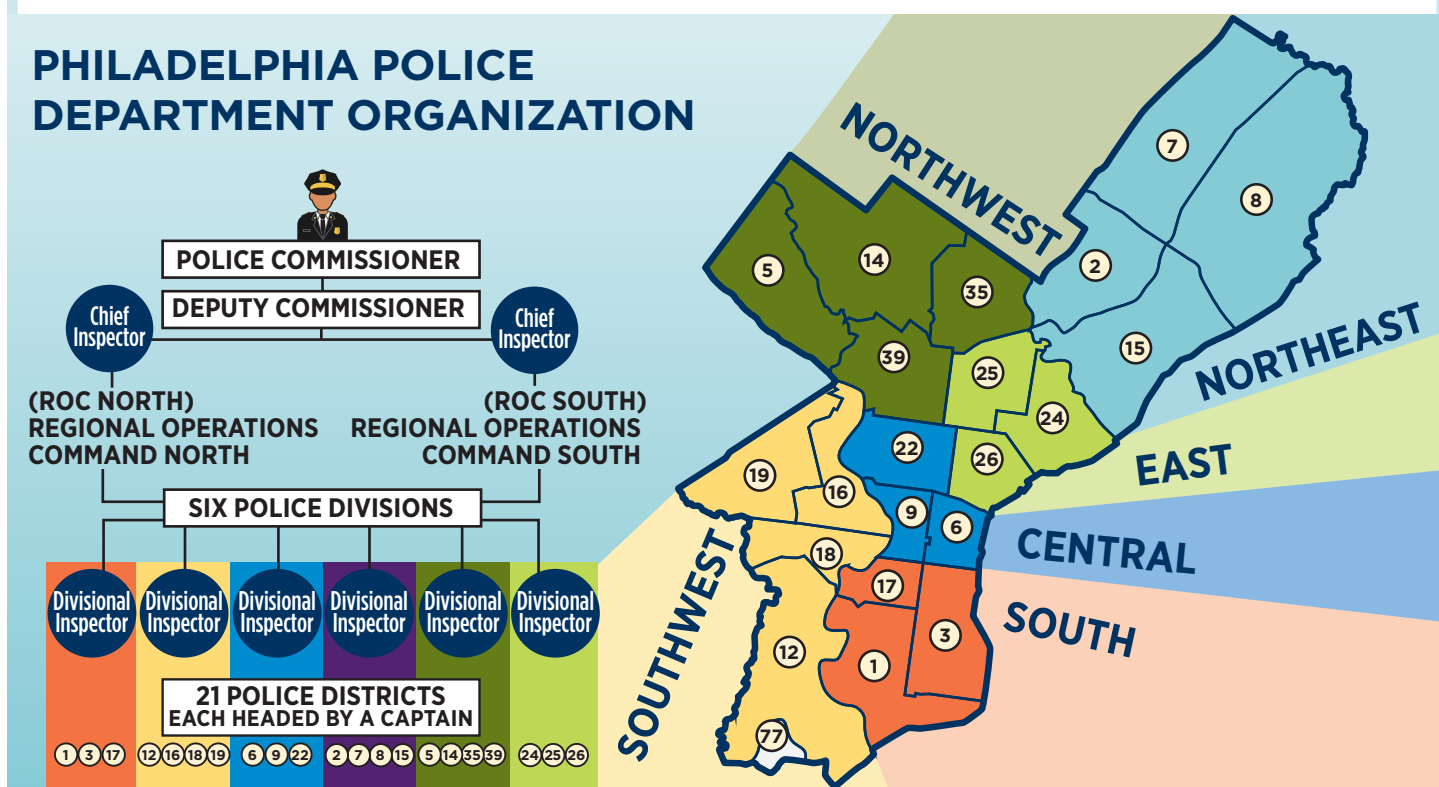 PHILADELPHIA POLICE
DEPARTMENT ORGANIZATION
POLICE COMMISSIONER
DEPUTY COMMISSIONER
Chief
Inspector
Chief
Inspector
(ROC NORTH)
REGIONAL OPERATIONS
COMMAND NORTH
(ROC SOUTH)
REGIONAL OPERATIONS
COMMAND SOUTH
SIX POLICE DIVISIONS
Divisional
Inspector
Divisional
Inspector
Divisional
Inspector
Divisional
Inspector
Divisional
Inspector
Divisional
Inspector
21 POLICE DISTRICTS
EACH HEADED BY A CAPTAIN
1 3 17
12 16 18 19
6 9 22
2 7 8 15
5 14 35 39
24 25 26
NORTHWEST
7
8
2
5
14
35
15
39
25
24
NORTHEAST
22
26
EAST
19
16
9
6
CENTRAL
18
17
SOUTH
3
12
1
SOUTHWEST
77